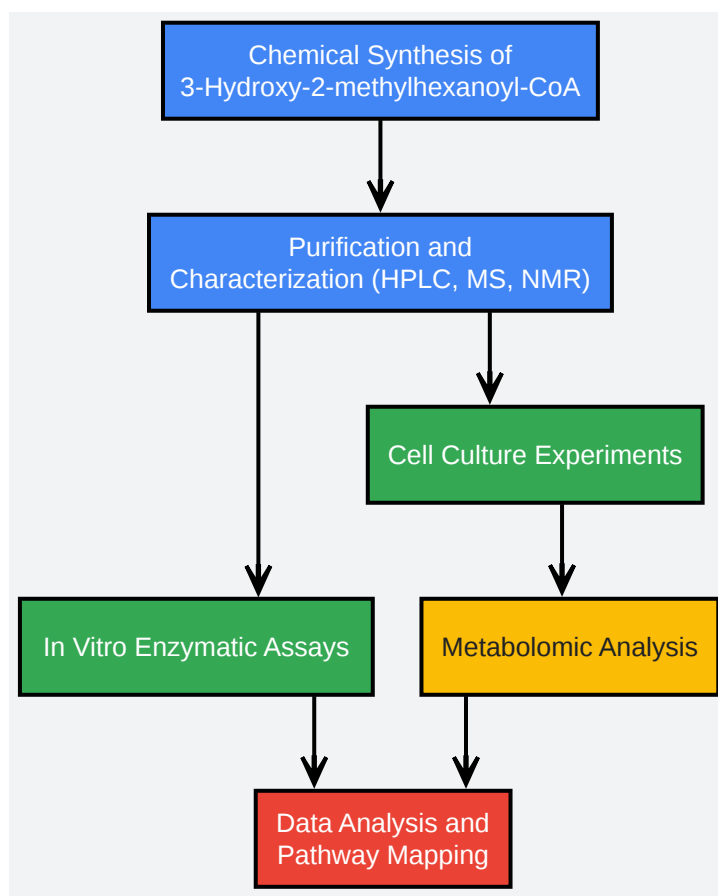 Chemical Synthesis of
3-Hydroxy-2-methylhexanoyl-CoA
Purification and
Characterization (HPLC, MS, NMR)
Cell Culture Experiments
In Vitro Enzymatic Assays
Metabolomic Analysis
Data Analysis and
Pathway Mapping